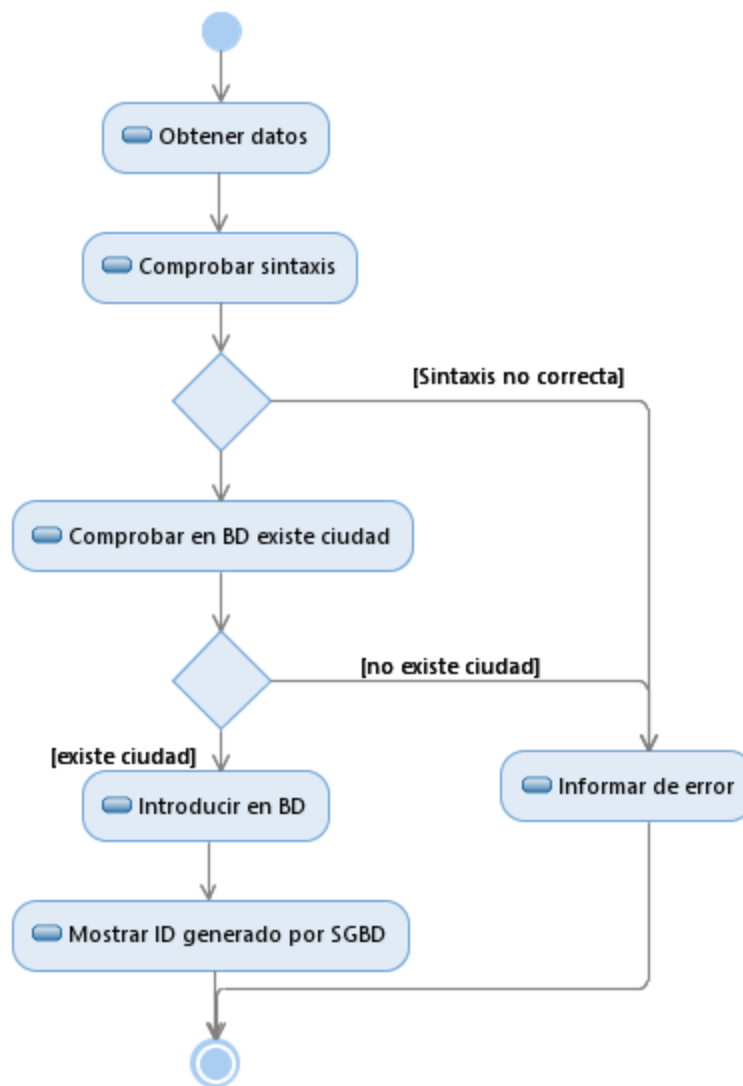 Obtener datos
Comprobar sintaxis
[Sintaxis no correcta]
Comprobar en BD existe ciudad
[no existe ciudad]
[existe ciudad]
Introducir en BD
Informar de error
Mostrar ID generado por SGBD